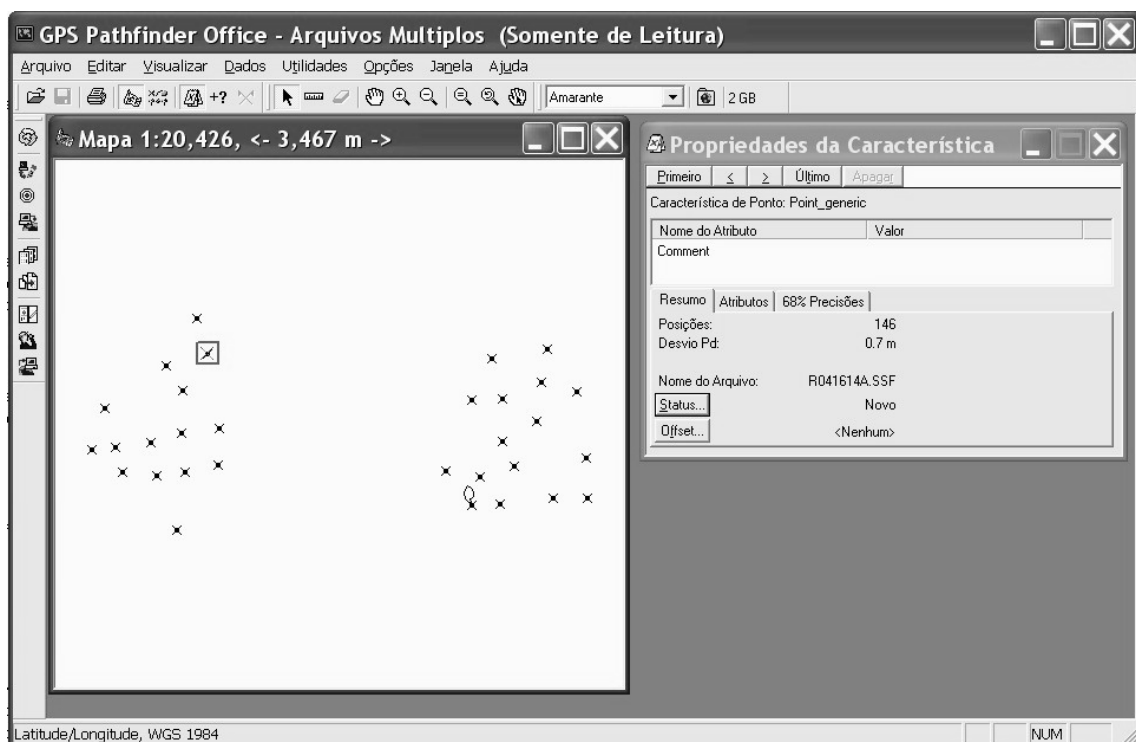 GPS Pathfinder Office - Arquivos Multiplos (Somente de Leitura)
Arquivo Editar Visualizar Dados Utilidades Opções Janela Ajuda
+? Amarante 2 GB
Mapa 1:20,426, <- 3,467 m ->
Propriedades da Característica
Primeiro < > Último Apagar
Característica de Ponto: Point_generic
Nome do Atributo Valor
Comment
Resumo Atributos 68% Precisões
Posições: 146
Desvio Pd: 0.7 m
Nome do Arquivo: R041614A.SSF
Status... Novo
Offset... <Nenhum>
Latitude/Longitude, WGS 1984 NUM